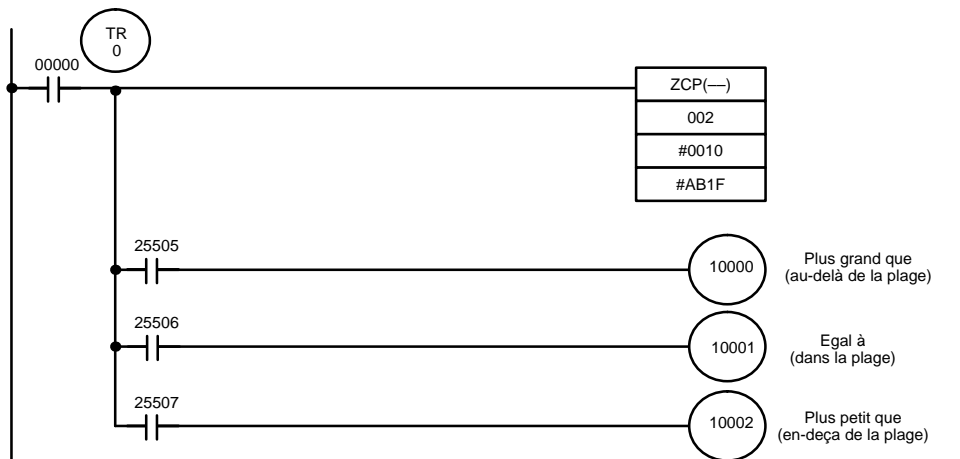 TR
0
00000
ZCP(––)
002
#0010
#AB1F
25505
10000
Plus grand que
(au-delà de la plage)
25506
10001
Egal à
(dans la plage)
25507
10002
Plus petit que
(en-deça de la plage)